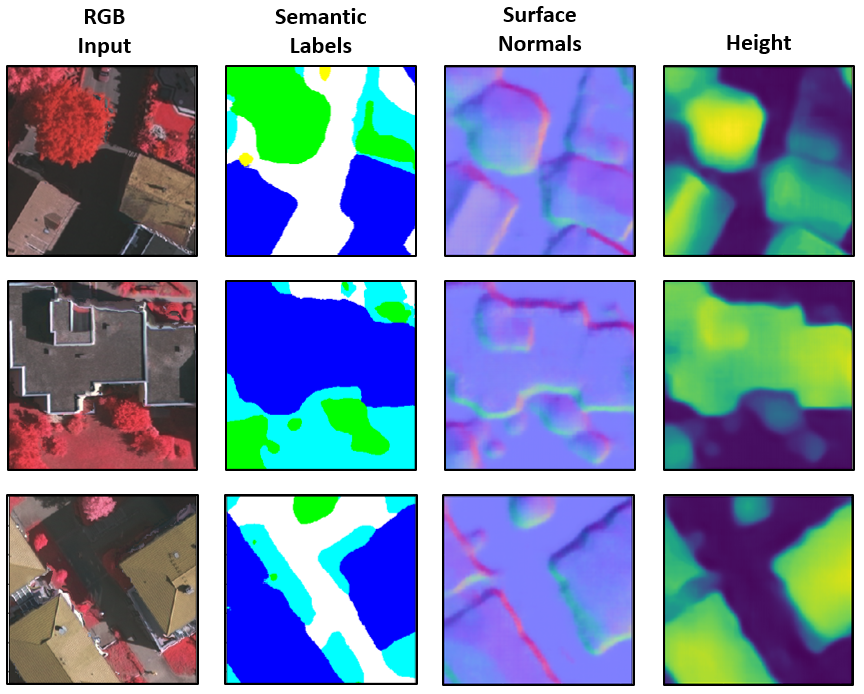 RGB
Input
Semantic
Labels
Surface
Normals
Height